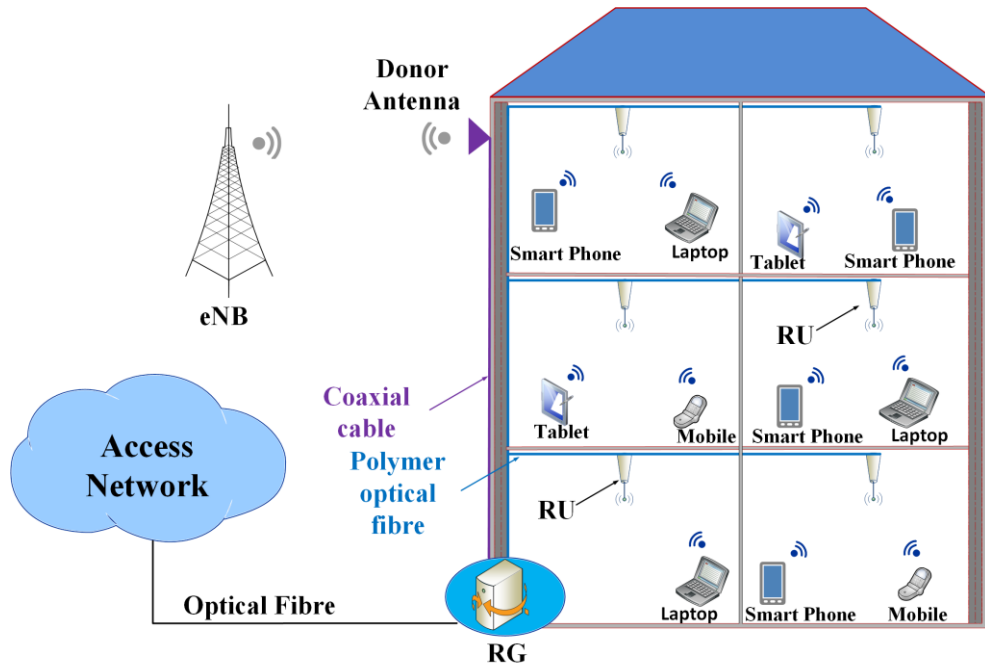 Donor
Antenna
eNB
Smart Phone
Laptop
Tablet
Smart Phone
RU
Coaxial
cable
Tablet
Mobile
Smart Phone
Laptop
Polymer
optical
fibre
RU
Access
Network
Laptop
Smart Phone
Mobile
Optical Fibre
RG